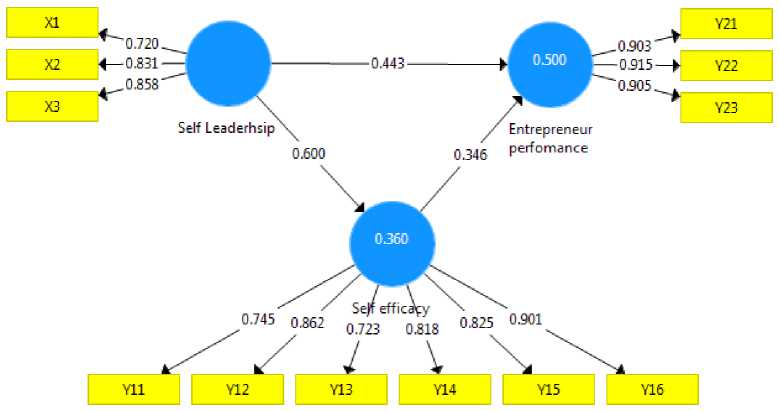 X1
Y21
0.720
0.903
X2
0.831
0.443
0.500
0.915
Y22
0.858
0.905
X3
Y23
Self Leaderhsip
Entrepreneur
perfomance
0.600
0.346
0.360
Self efficacy
0.745
0.862
0.723
0.818
0.825
0.901
Y11
Y12
Y13
Y14
Y15
Y16